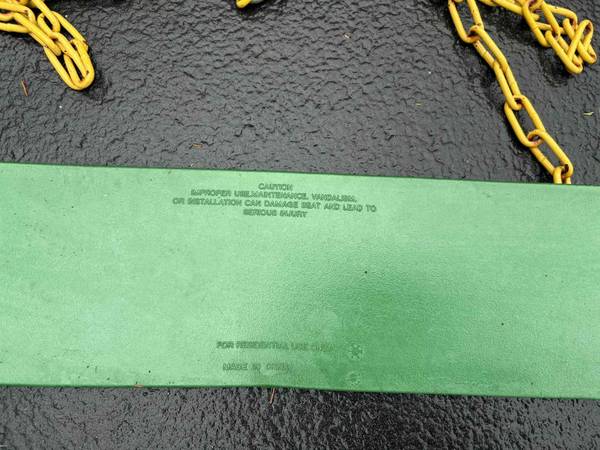 CAUTION
IMPROPER USE,MAINTENANCE, VANDALISM,
OR INSTALLATION CAN DAMAGE SEAT AND LEAD TO
SERIOUS INJURY
FOR RESIDENTIAL USE ONLY
MADE IN CHINA